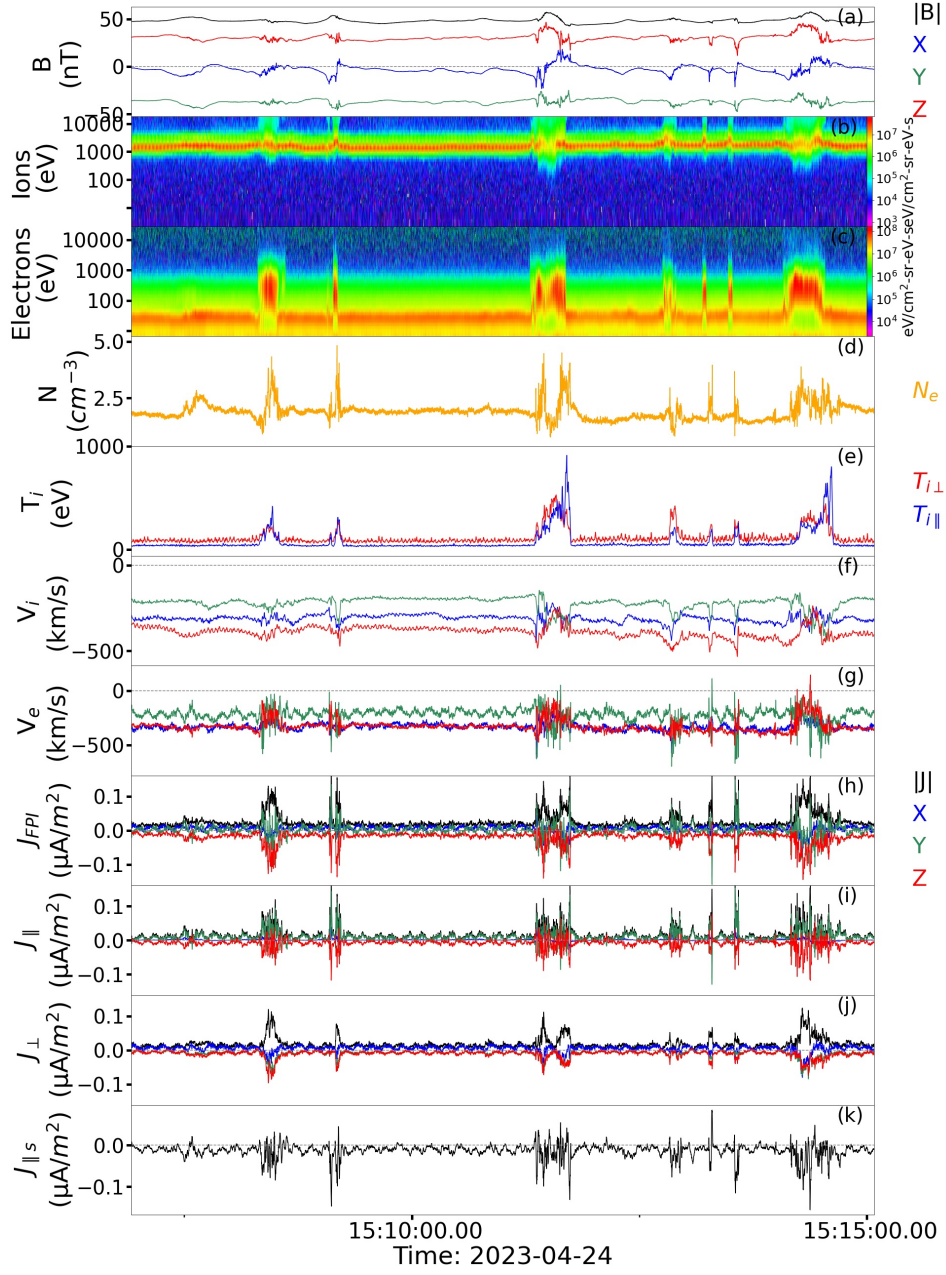 50
0
−50
B
(nT)
(a)
|B|
X
Y
Z
10000
1000
100
Ions
(eV)
(b)
10⁷
10⁶
10⁵
10⁴
10³
eV/cm²-sr-eV-s
10000
1000
100
Electrons
(eV)
(c)
10⁸
10⁷
10⁶
10⁵
10⁴
eV/cm²-sr-eV-s
5.0
2.5
N
(cm⁻³)
(d)
Nₑ
1000
0
Tᵢ
(eV)
(e)
Tᵢ⊥
Tᵢ∥
0
−500
Vᵢ
(km/s)
(f)
0
−500
Vₑ
(km/s)
(g)
0.1
0.0
−0.1
J_FPI
(μA/m²)
(h)
|J|
X
Y
Z
0.1
0.0
−0.1
J∥
(μA/m²)
(i)
0.1
0.0
−0.1
J⊥
(μA/m²)
(j)
0.0
−0.1
J∥ s
(μA/m²)
(k)
15:10:00.00
15:15:00
Time: 2023-04-24